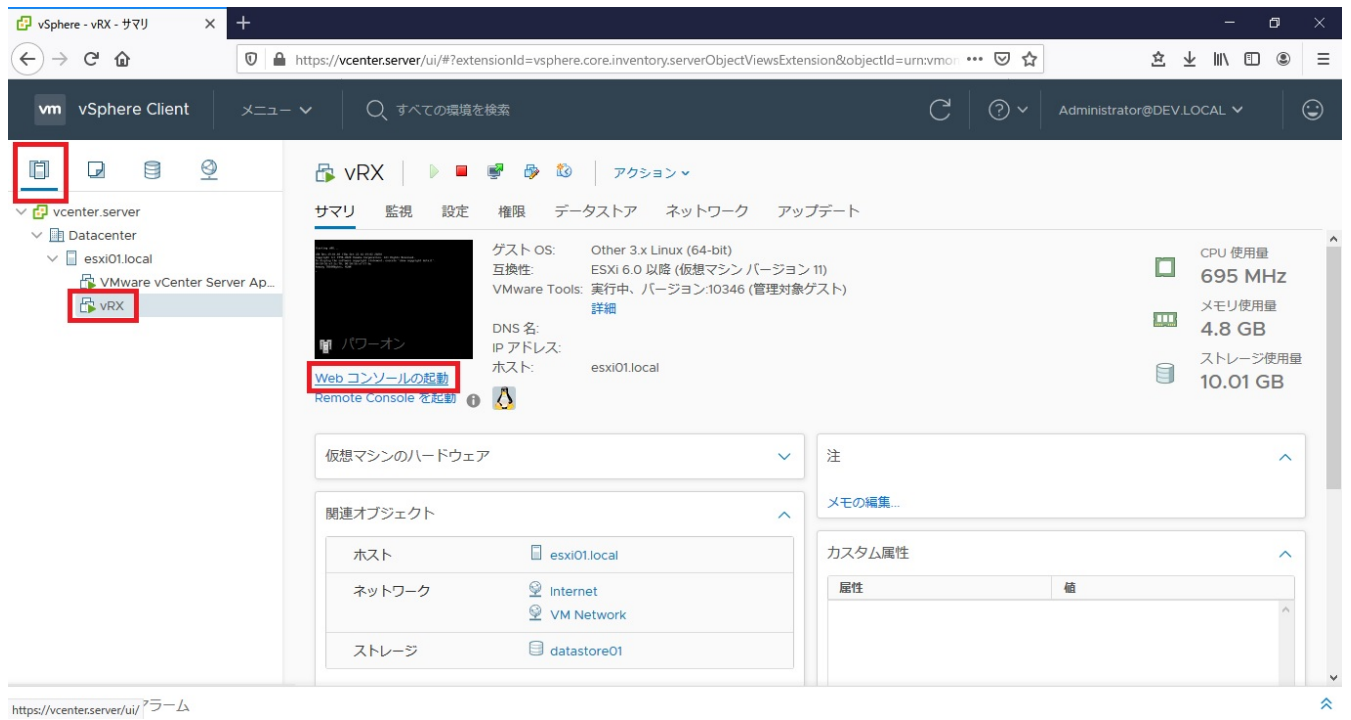 vSphere - vRX - サマリ
https://vcenter.server/ui/#?extensionId=vsphere.core.inventory.serverObjectViewsExtension&objectId=urn:vmor
vm vSphere Client メニュー すべての環境を検索 Administrator@DEV.LOCAL
vRX アクション
サマリ 監視 設定 権限 データストア ネットワーク アップデート
vcenter.server
Datacenter
esxi01.local
VMware vCenter Server Ap...
vRX
パワーオン
Web コンソールの起動
Remote Console を起動
ゲスト OS: Other 3.x Linux (64-bit)
互換性: ESXi 6.0 以降 (仮想マシン バージョン 11)
VMware Tools: 実行中、バージョン:10346 (管理対象ゲスト)
詳細
DNS 名:
IP アドレス:
ホスト: esxi01.local
CPU 使用量
695 MHz
メモリ使用量
4.8 GB
ストレージ使用量
10.01 GB
仮想マシンのハードウェア
関連オブジェクト
ホスト esxi01.local
ネットワーク Internet
VM Network
ストレージ datastore01
注
メモの編集...
カスタム属性
属性 値
https://vcenter.server/ui/ アラーム